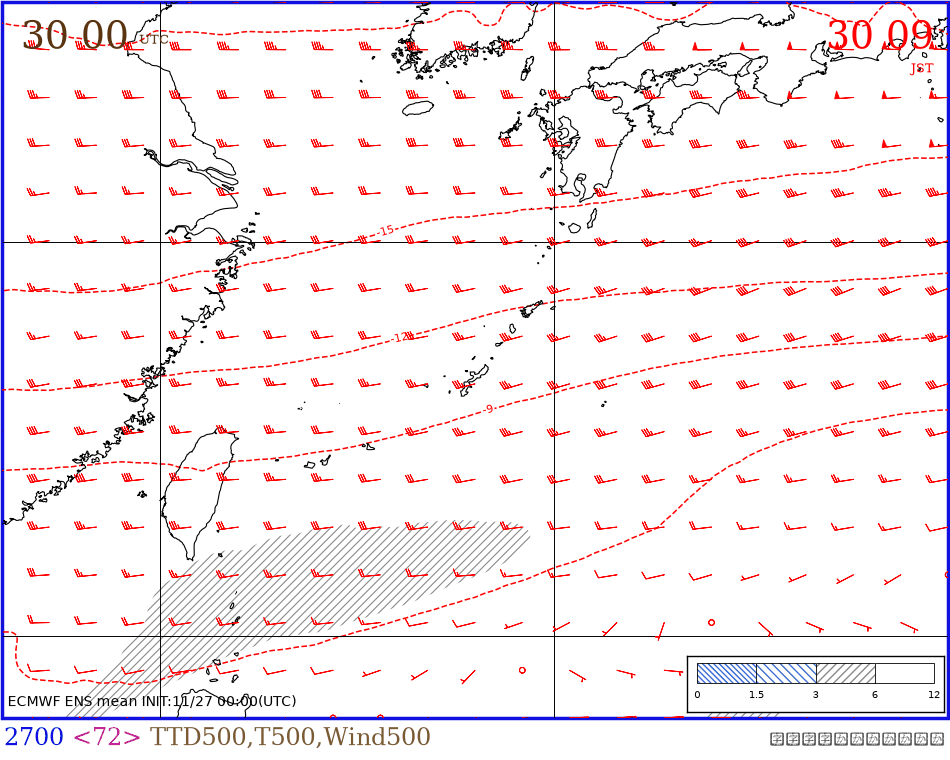 30 00 UTC
30 09
JST
-15
-12
-9
ECMWF ENS mean INIT:11/27 00:00(UTC)
0 1.5 3 6 12
2700 <72> TTD500,T500,Wind500